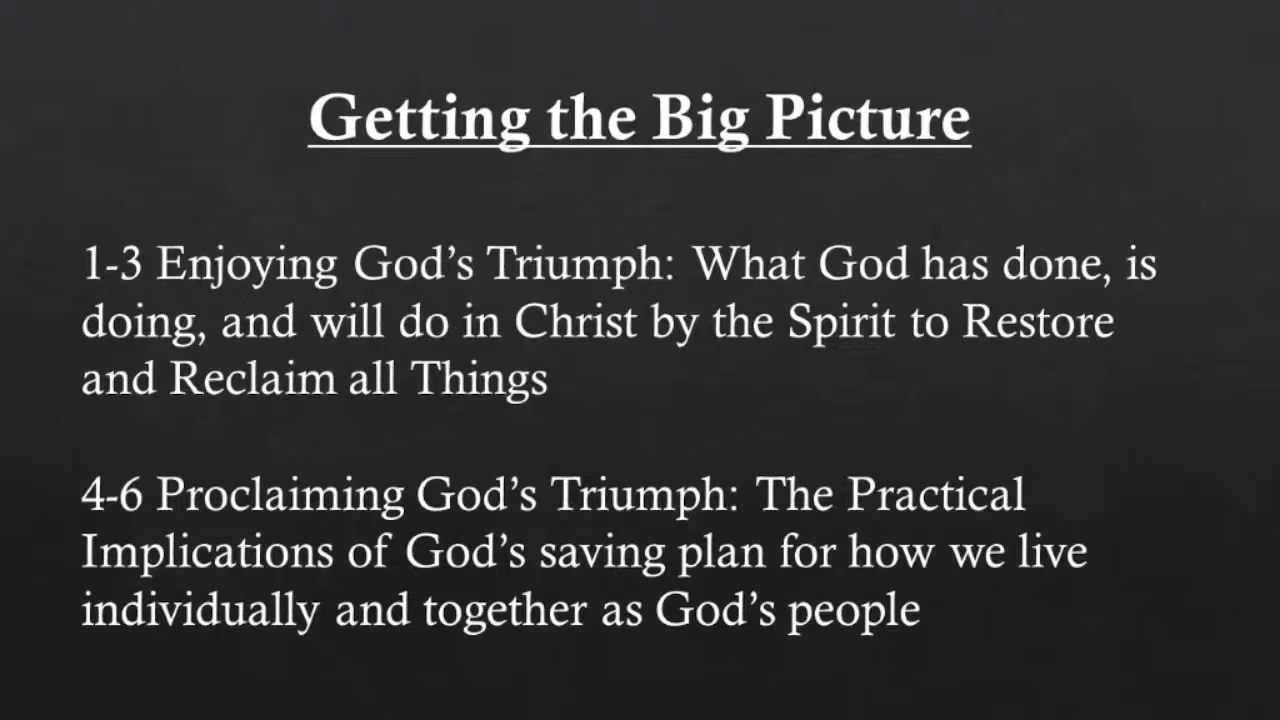 Getting the Big Picture
1-3 Enjoying God’s Triumph: What God has done, is
doing, and will do in Christ by the Spirit to Restore
and Reclaim all Things
4-6 Proclaiming God’s Triumph: The Practical
Implications of God’s saving plan for how we live
individually and together as God’s people